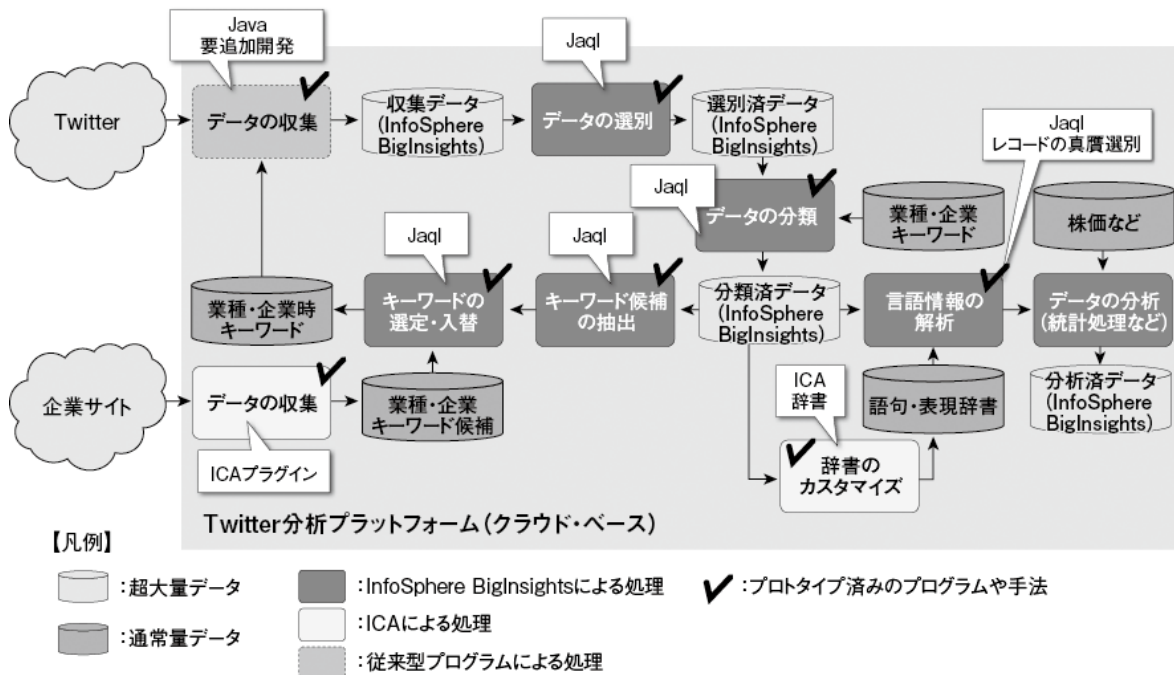 Java
要追加開発
Jaql
Twitter
データの収集
収集データ
(InfoSphere
BigInsights)
データの選別
選別済データ
(InfoSphere
BigInsights)
Jaql
レコードの真贋選別
Jaql
データの分類
業種・企業
キーワード
株価など
Jaql
Jaql
業種・企業時
キーワード
キーワードの
選定・入替
キーワード候補
の抽出
分類済データ
(InfoSphere
BigInsights)
言語情報の
解析
データの分析
(統計処理など)
企業サイト
データの収集
業種・企業
キーワード候補
ICA
辞書
語句・表現辞書
分析済データ
(InfoSphere
BigInsights)
ICAプラグイン
辞書の
カスタマイズ
Twitter分析プラットフォーム(クラウド・ベース)
【凡例】
:超大量データ
:InfoSphere BigInsightsによる処理
:プロトタイプ済みのプログラムや手法
:通常量データ
:ICAによる処理
:従来型プログラムによる処理